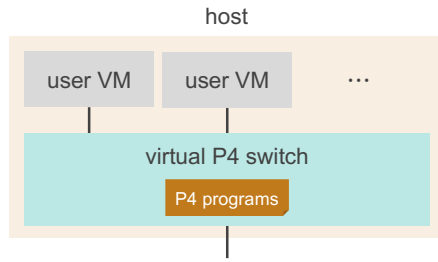 host
user VM
user VM
...
virtual P4 switch
P4 programs